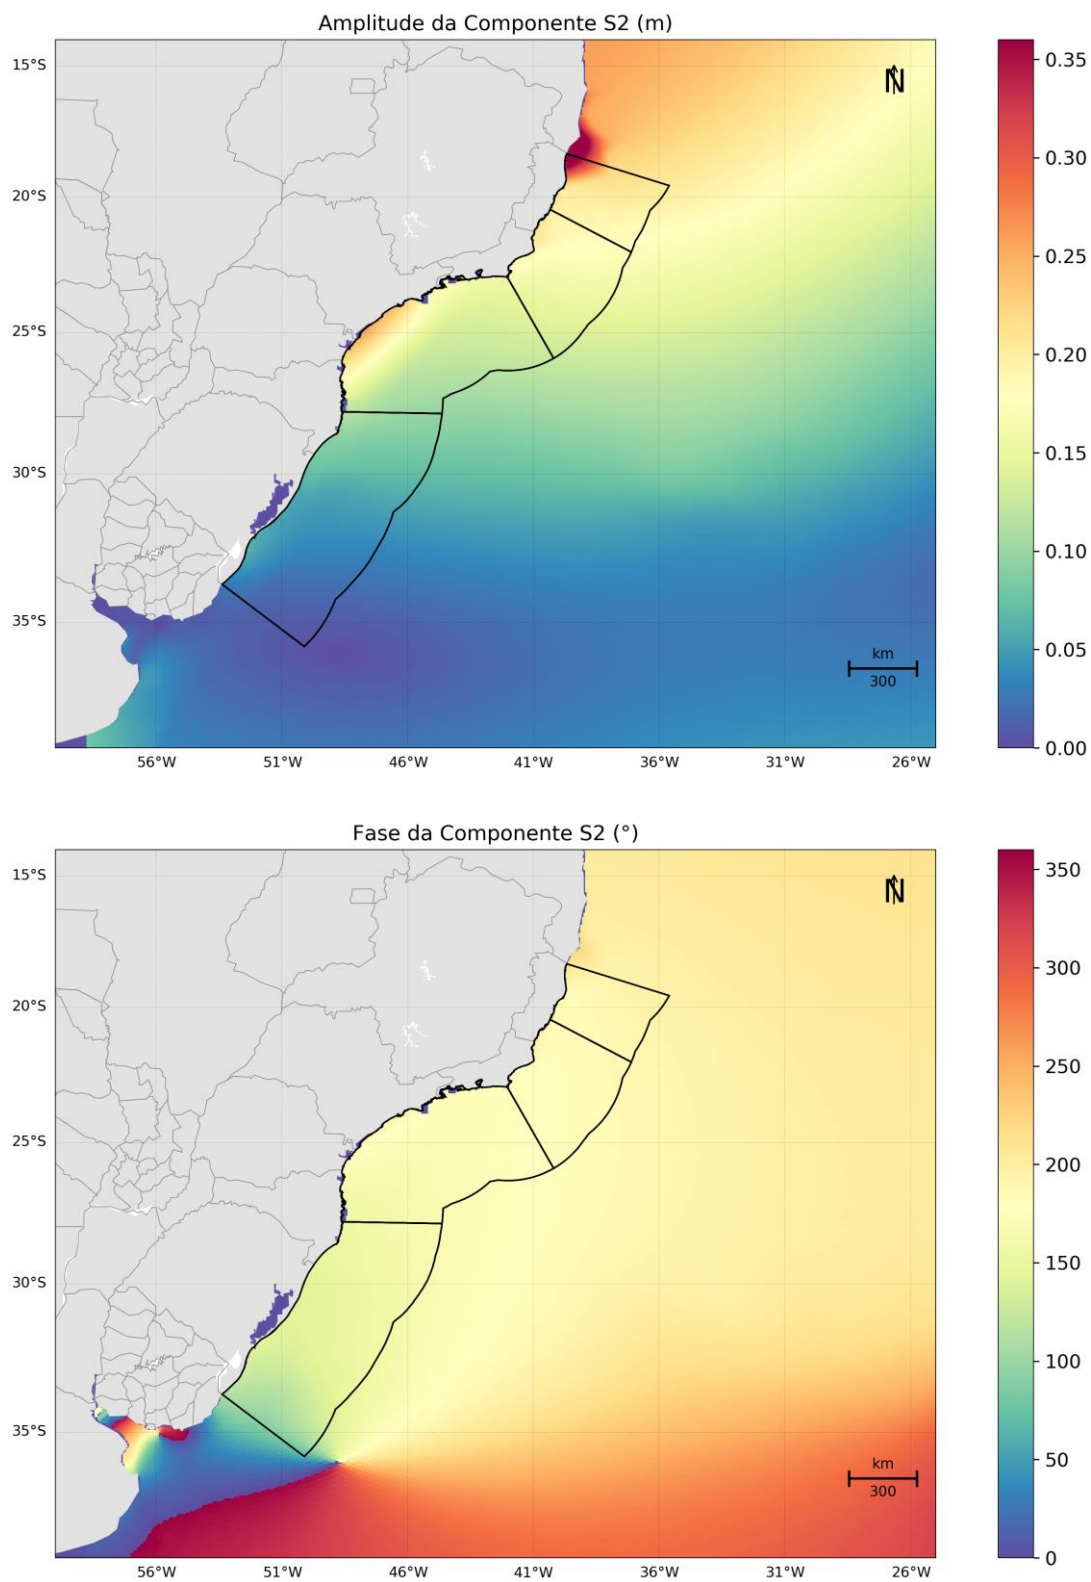 Amplitude da Componente S2 (m)
15°S
20°S
25°S
30°S
35°S
N
km
300
56°W 51°W 46°W 41°W 36°W 31°W 26°W
0.35
0.30
0.25
0.20
0.15
0.10
0.05
0.00
Fase da Componente S2 (°)
15°S
20°S
25°S
30°S
35°S
N
km
300
56°W 51°W 46°W 41°W 36°W 31°W 26°W
350
300
250
200
150
100
50
0